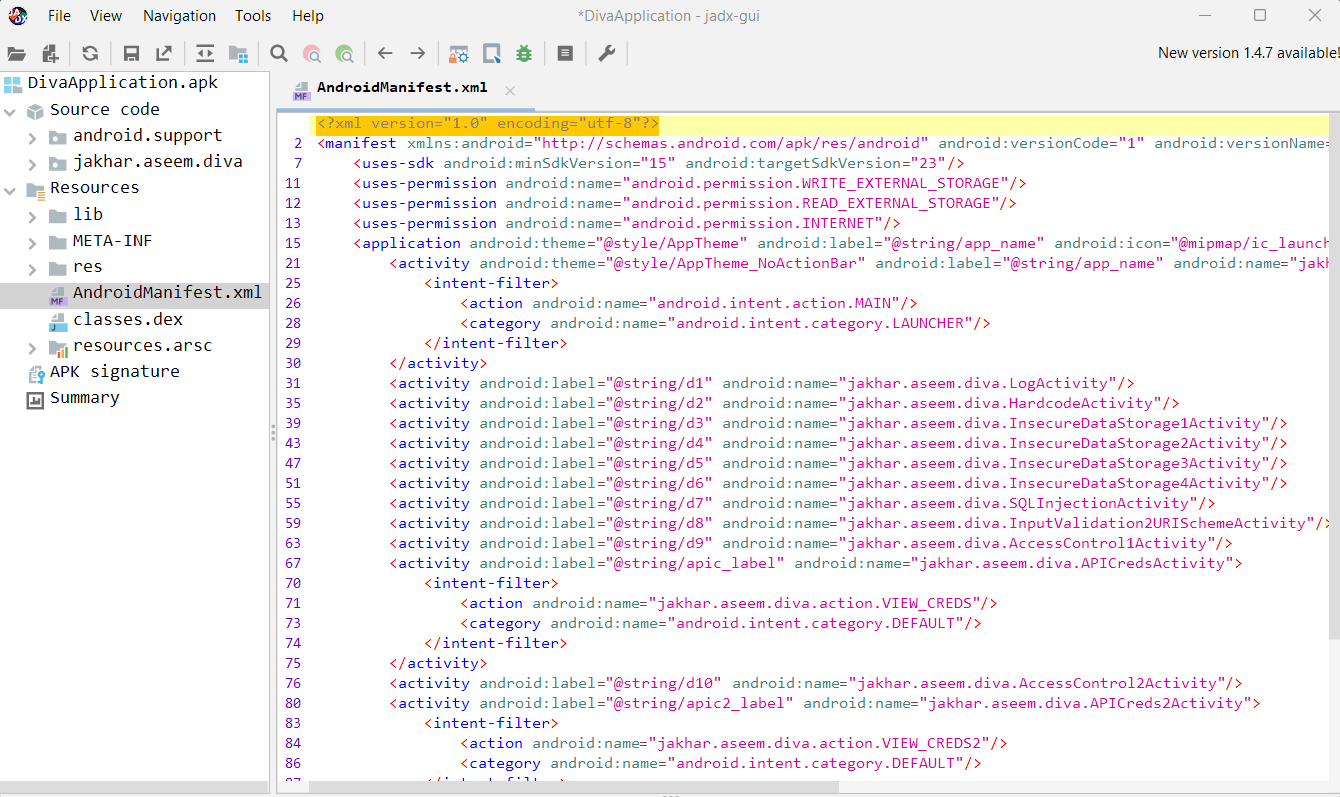 File View Navigation Tools Help
*DivaApplication - jadx-gui
New version 1.4.7 available!
DivaApplication.apk
Source code
android.support
jakhar.aseem.diva
Resources
lib
META-INF
res
MF AndroidManifest.xml
classes.dex
resources.arsc
APK signature
Summary
MF AndroidManifest.xml
<?xml version="1.0" encoding="utf-8"?>
2 <manifest xmlns:android="http://schemas.android.com/apk/res/android" android:versionCode="1" android:versionName=
7 <uses-sdk android:minSdkVersion="15" android:targetSdkVersion="23"/>
11 <uses-permission android:name="android.permission.WRITE_EXTERNAL_STORAGE"/>
12 <uses-permission android:name="android.permission.READ_EXTERNAL_STORAGE"/>
13 <uses-permission android:name="android.permission.INTERNET"/>
15 <application android:theme="@style/AppTheme" android:label="@string/app_name" android:icon="@mipmap/ic_launch
21 <activity android:theme="@style/AppTheme_NoActionBar" android:label="@string/app_name" android:name="jakh
25 <intent-filter>
26 <action android:name="android.intent.action.MAIN"/>
28 <category android:name="android.intent.category.LAUNCHER"/>
29 </intent-filter>
30 </activity>
31 <activity android:label="@string/d1" android:name="jakhar.aseem.diva.LogActivity"/>
35 <activity android:label="@string/d2" android:name="jakhar.aseem.diva.HardcodeActivity"/>
39 <activity android:label="@string/d3" android:name="jakhar.aseem.diva.InsecureDataStorage1Activity"/>
43 <activity android:label="@string/d4" android:name="jakhar.aseem.diva.InsecureDataStorage2Activity"/>
47 <activity android:label="@string/d5" android:name="jakhar.aseem.diva.InsecureDataStorage3Activity"/>
51 <activity android:label="@string/d6" android:name="jakhar.aseem.diva.InsecureDataStorage4Activity"/>
55 <activity android:label="@string/d7" android:name="jakhar.aseem.diva.SQLInjectionActivity"/>
59 <activity android:label="@string/d8" android:name="jakhar.aseem.diva.InputValidation2URISchemeActivity"/>
63 <activity android:label="@string/d9" android:name="jakhar.aseem.diva.AccessControl1Activity"/>
67 <activity android:label="@string/apic_label" android:name="jakhar.aseem.diva.APICredsActivity">
70 <intent-filter>
71 <action android:name="jakhar.aseem.diva.action.VIEW_CREDS"/>
73 <category android:name="android.intent.category.DEFAULT"/>
74 </intent-filter>
75 </activity>
76 <activity android:label="@string/d10" android:name="jakhar.aseem.diva.AccessControl2Activity"/>
80 <activity android:label="@string/apic2_label" android:name="jakhar.aseem.diva.APICreds2Activity">
83 <intent-filter>
84 <action android:name="jakhar.aseem.diva.action.VIEW_CREDS2"/>
86 <category android:name="android.intent.category.DEFAULT"/>